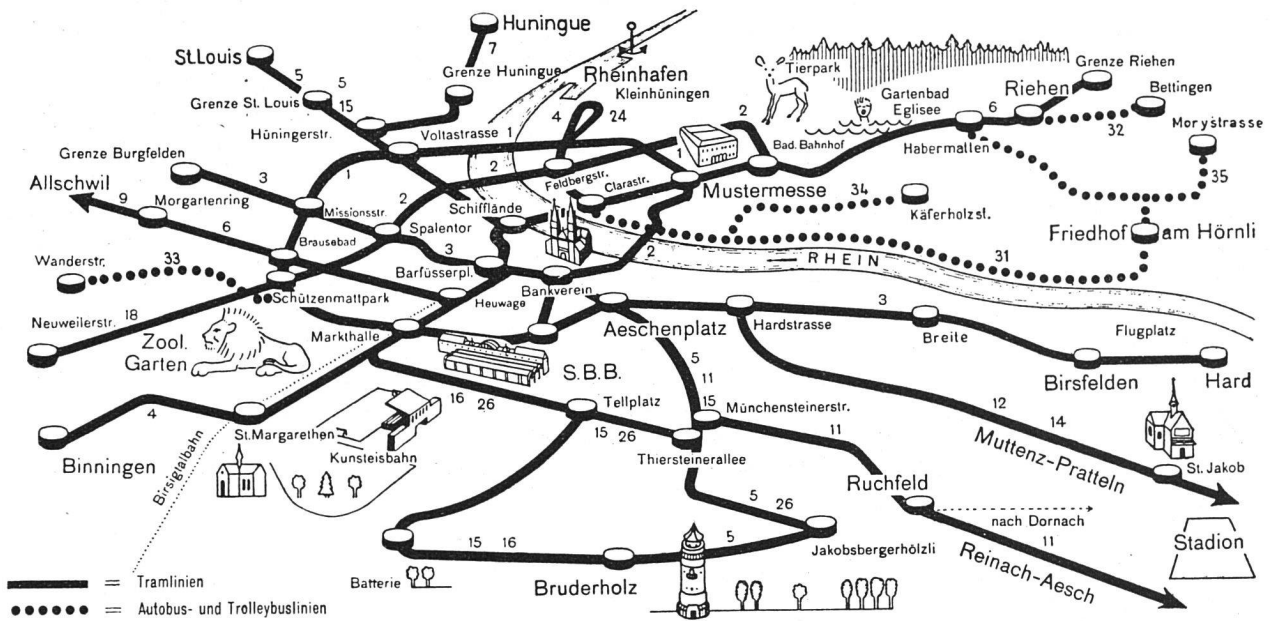 Huningue
St.Louis
7
5
5
Grenze Huningue
Rheinhafen
Kleinhüningen
Tierpark
Grenze Riehen
Grenze St. Louis
15
Gartenbad
Eglisee
Riehen
Bettingen
Hüningerstr.
Voltastrasse
1
4
24
2
6
32
Morystrasse
Grenze Burgfelden
Bad. Bahnhof
Habermatten
Allschwil
3
1
2
2
Feldbergstr.
1
Clarastr.
Mustermesse
34
35
9
Morgartenring
Missionsstr.
Schifflände
Käferholzst.
6
Brausebad
Spalentor
3
2
Friedhof am Hörnli
Wanderstr.
33
Barfüsserpl.
RHEIN
31
Schützenmattpark
Heuwage
Bankverein
Neuweilerstr.
18
Markthalle
Aeschenplatz
Hardstrasse
3
Breite
Flugplatz
Zool.
Garten
S.B.B.
5
11
Birsfelden
Hard
4
16
26
Tellplatz
15
Münchensteinerstr.
12
14
St.Margarethen
15
26
11
Muttenz-Pratteln
Binningen
Kunsteisbahn
Thiersteinerallee
St. Jakob
Birsigtalbahn
Ruchfeld
5
26
nach Dornach
Stadion
15
16
5
Jakobsbergerhölzli
11
Reinach-Aesch
Batterie
Bruderholz
= Tramlinien
= Autobus- und Trolleybuslinien